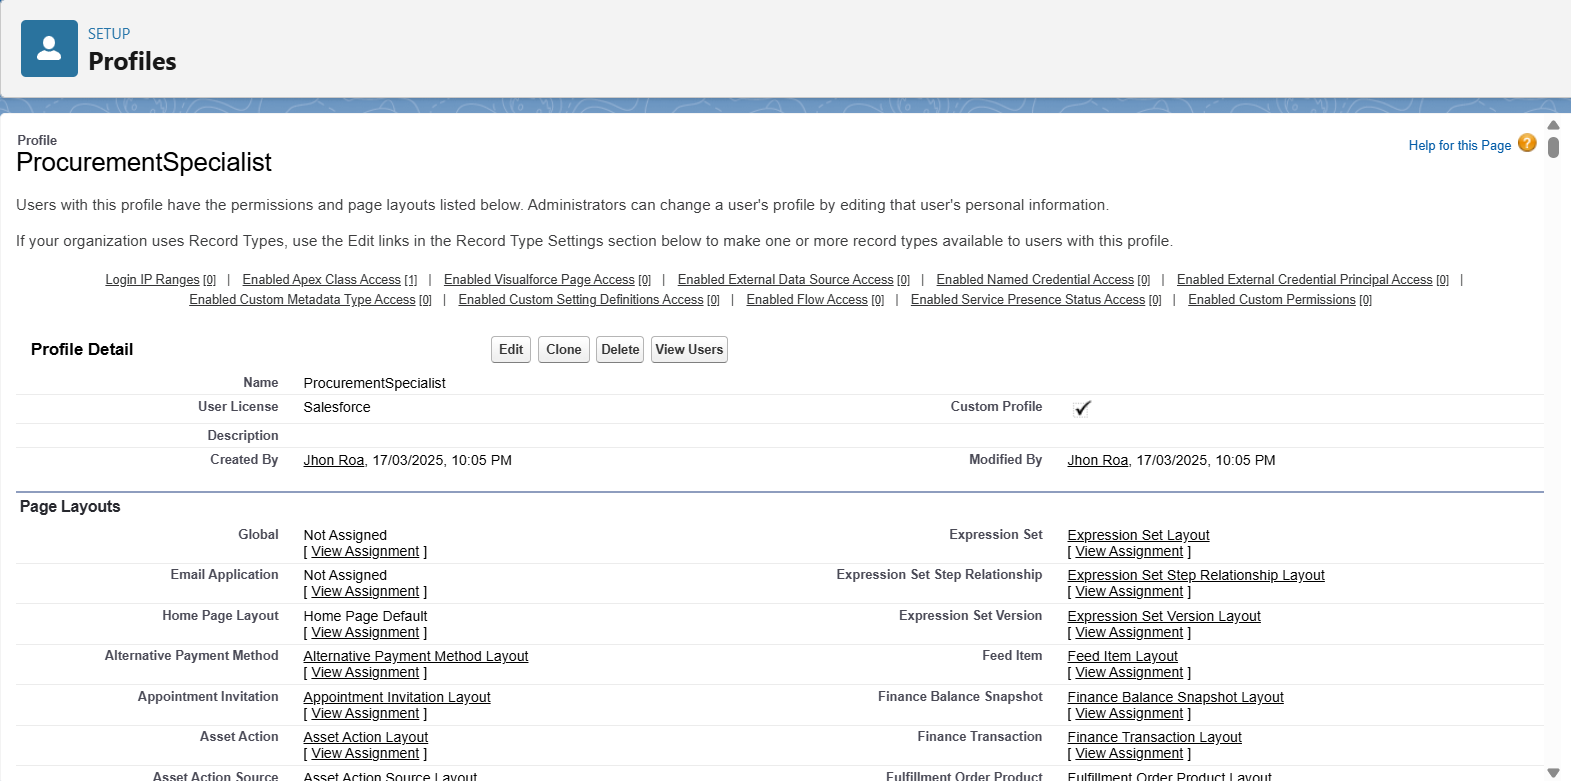 SETUP
Profiles
Profile
ProcurementSpecialist
Help for this Page ?
Users with this profile have the permissions and page layouts listed below. Administrators can change a user's profile by editing that user's personal information.
If your organization uses Record Types, use the Edit links in the Record Type Settings section below to make one or more record types available to users with this profile.
Login IP Ranges [0] | Enabled Apex Class Access [1] | Enabled Visualforce Page Access [0] | Enabled External Data Source Access [0] | Enabled Named Credential Access [0] | Enabled External Credential Principal Access [0] |
Enabled Custom Metadata Type Access [0] | Enabled Custom Setting Definitions Access [0] | Enabled Flow Access [0] | Enabled Service Presence Status Access [0] | Enabled Custom Permissions [0]
Profile Detail Edit Clone Delete View Users
Name ProcurementSpecialist
User License Salesforce Custom Profile
Description
Created By Jhon Roa, 17/03/2025, 10:05 PM Modified By Jhon Roa, 17/03/2025, 10:05 PM
Page Layouts
Global Not Assigned Expression Set Expression Set Layout
[ View Assignment ] [ View Assignment ]
Email Application Not Assigned Expression Set Step Relationship Expression Set Step Relationship Layout
[ View Assignment ] [ View Assignment ]
Home Page Layout Home Page Default Expression Set Version Expression Set Version Layout
[ View Assignment ] [ View Assignment ]
Alternative Payment Method Alternative Payment Method Layout Feed Item Feed Item Layout
[ View Assignment ] [ View Assignment ]
Appointment Invitation Appointment Invitation Layout Finance Balance Snapshot Finance Balance Snapshot Layout
[ View Assignment ] [ View Assignment ]
Asset Action Asset Action Layout Finance Transaction Finance Transaction Layout
[ View Assignment ] [ View Assignment ]
Asset Action Source Asset Action Source Layout Fulfillment Order Product Fulfillment Order Product Layout